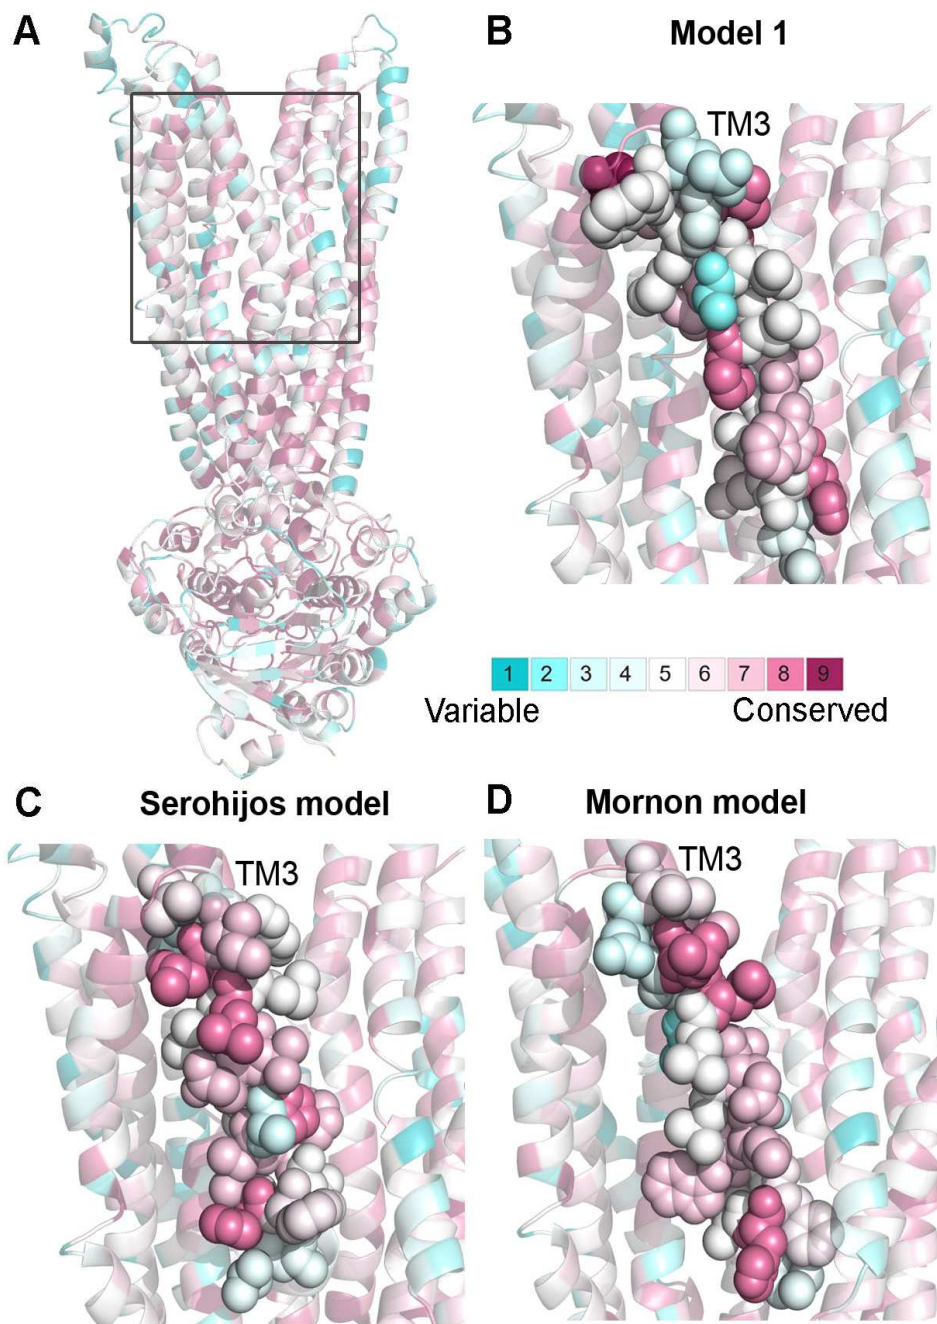 A
B
Model 1
TM3
1 2 3 4 5 6 7 8 9
Variable Conserved
C
Serohijos model
D
Mornon model
TM3
TM3